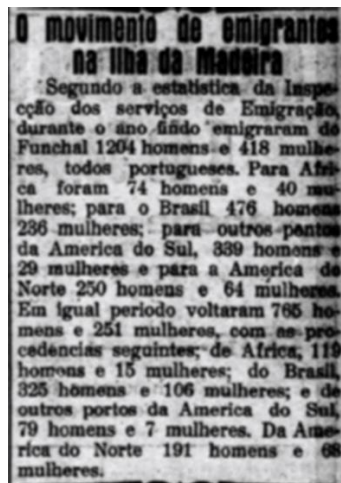 O movimento de emigrantes
na Ilha da Madeira
Segundo a estatistica da Inspe-
cção dos serviços de Emigração,
durante o ano findo emigraram do
Funchal 1204 homens e 418 mulhe-
res, todos portugueses. Para Afri-
ca foram 74 homens e 40 mu-
lheres; para o Brasil 476 homens
236 mulheres; para outros pontos
da America do Sul, 339 homens e
29 mulheres e para a America do
Norte 250 homens e 64 mulheres.
Em igual periodo voltaram 765 ho-
mens e 251 mulheres, com as pro-
cedencias seguintes; de Africa, 119
homens e 15 mulheres; do Brasil,
325 homens e 106 mulheres; e de
outros portos da America do Sul,
79 homens e 7 mulheres. Da Ame-
rica do Norte 191 homens e 68
mulheres.